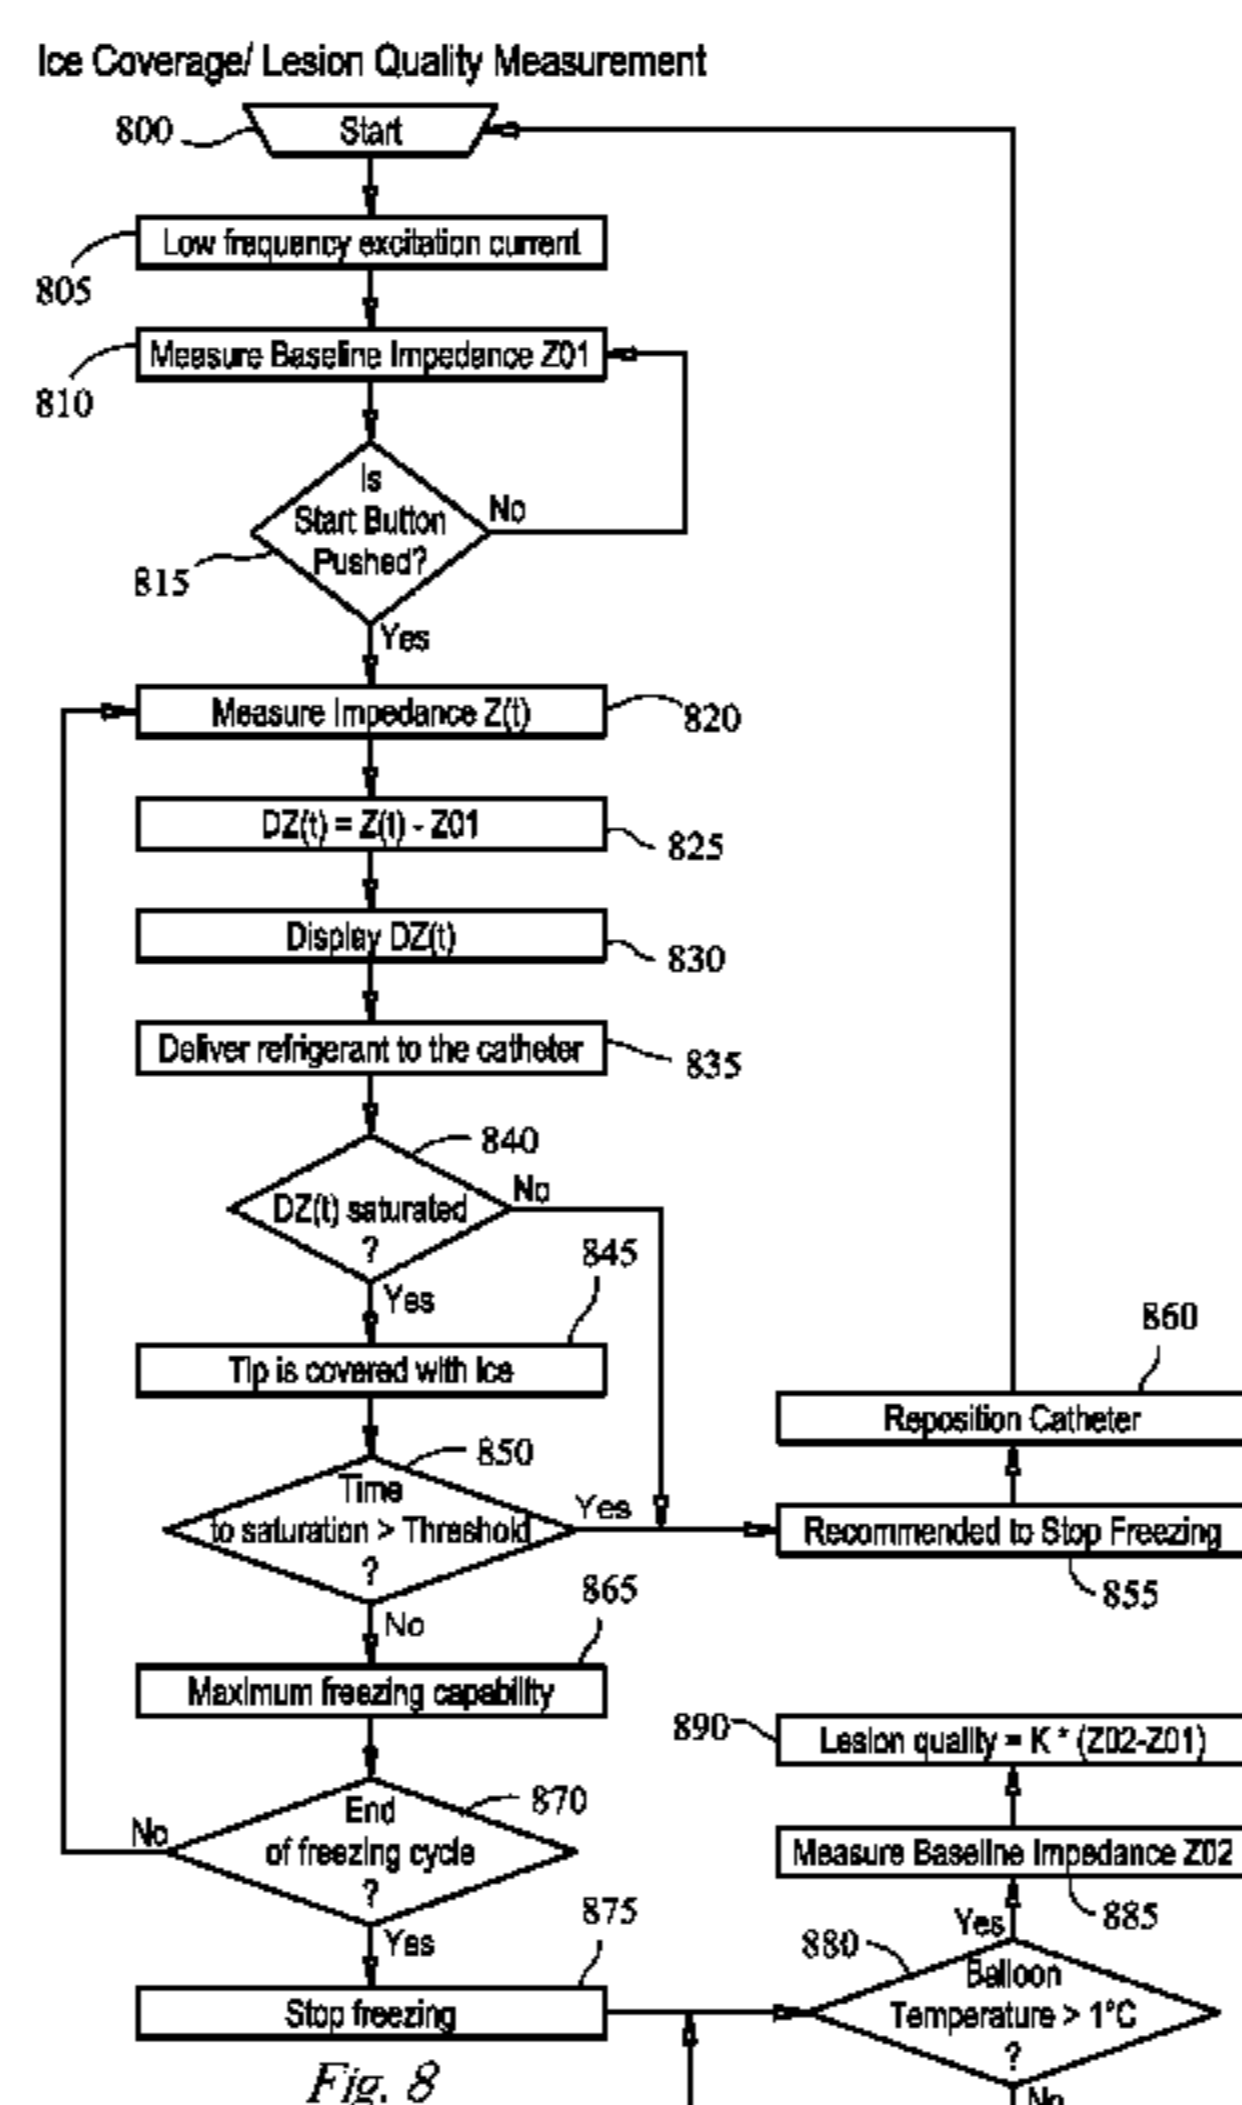 Ice Coverage/ Lesion Quality Measurement
800
Start
Low frequency excitation current
805
Measure Baseline Impedance Z01
810
Is
Start Button
Pushed?
No
815
Yes
Measure Impedance Z(t)
820
DZ(t) = Z(t) - Z01
825
Display DZ(t)
830
Deliver refrigerant to the catheter
835
840
No
DZ(t) saturated
?
Yes
845
Tip is covered with Ice
850
Time
to saturation > Threshold
?
Yes
No
860
Reposition Catheter
Recommended to Stop Freezing
855
865
Maximum freezing capability
870
End
of freezing cycle
?
No
Yes
875
Stop freezing
890
Lesion quality = K * (Z02-Z01)
Measure Baseline Impedance Z02
885
Yes
880
Balloon
Temperature > 1°C
?
No
Fig. 8